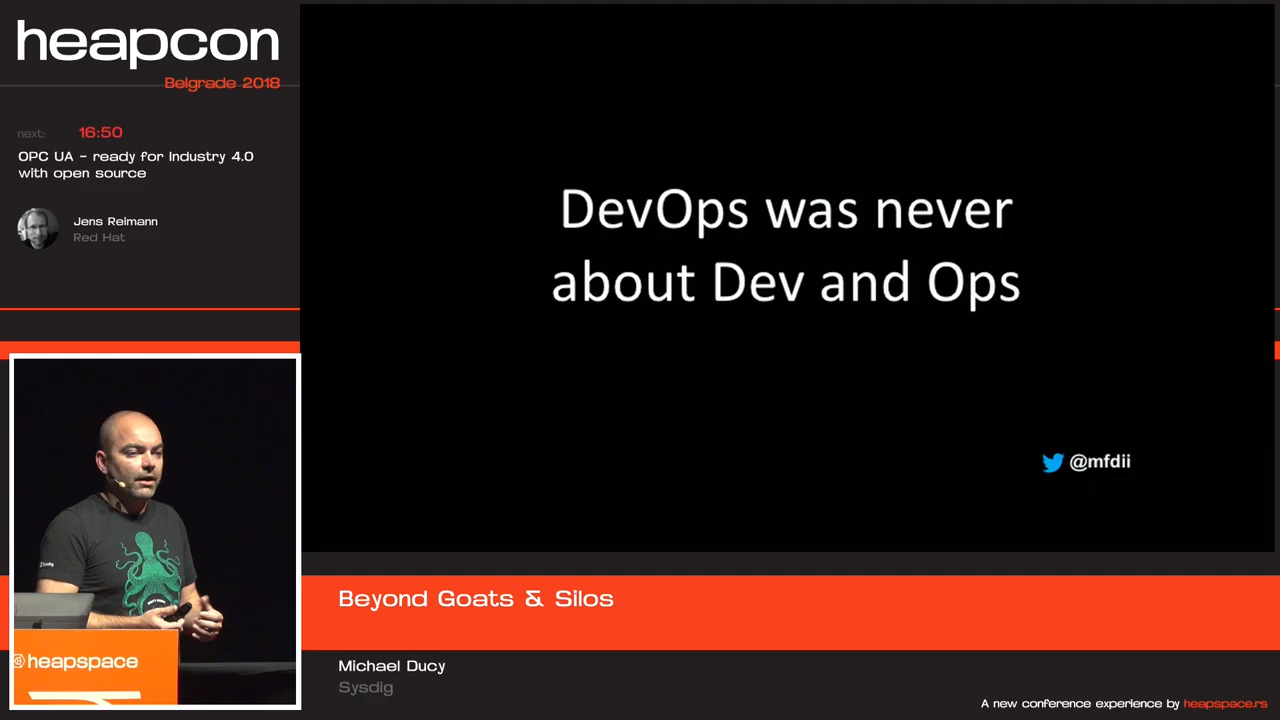 heapcon
Belgrade 2018
next: 16:50
OPC UA - ready for Industry 4.0
with open source
Jens Reimann
Red Hat
DevOps was never
about Dev and Ops
@mfdii
heapspace
Beyond Goats & Silos
Michael Ducy
Sysdig
A new conference experience by heapspace.rs